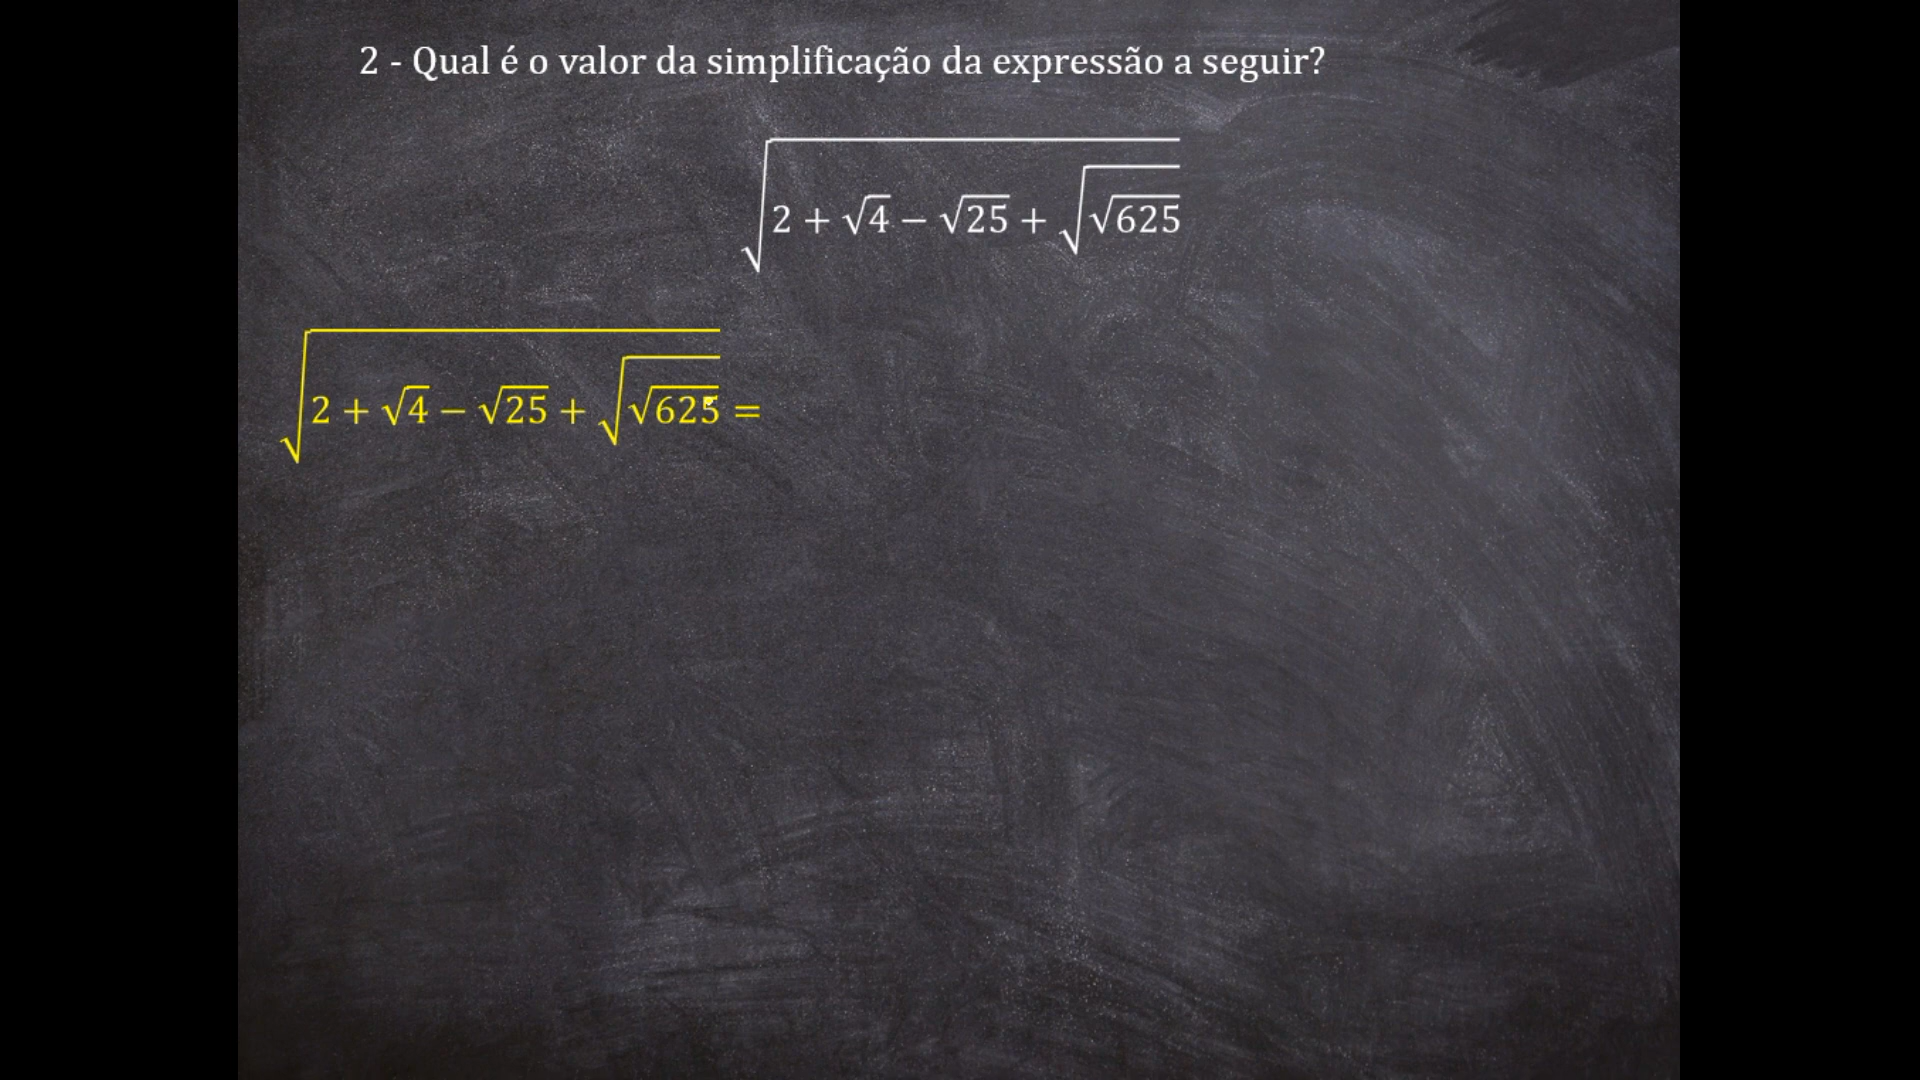 2 - Qual é o valor da simplificação da expressão a seguir?
√(2 + √4 − √25 + √(√625))
√(2 + √4 − √25 + √(√625)) =